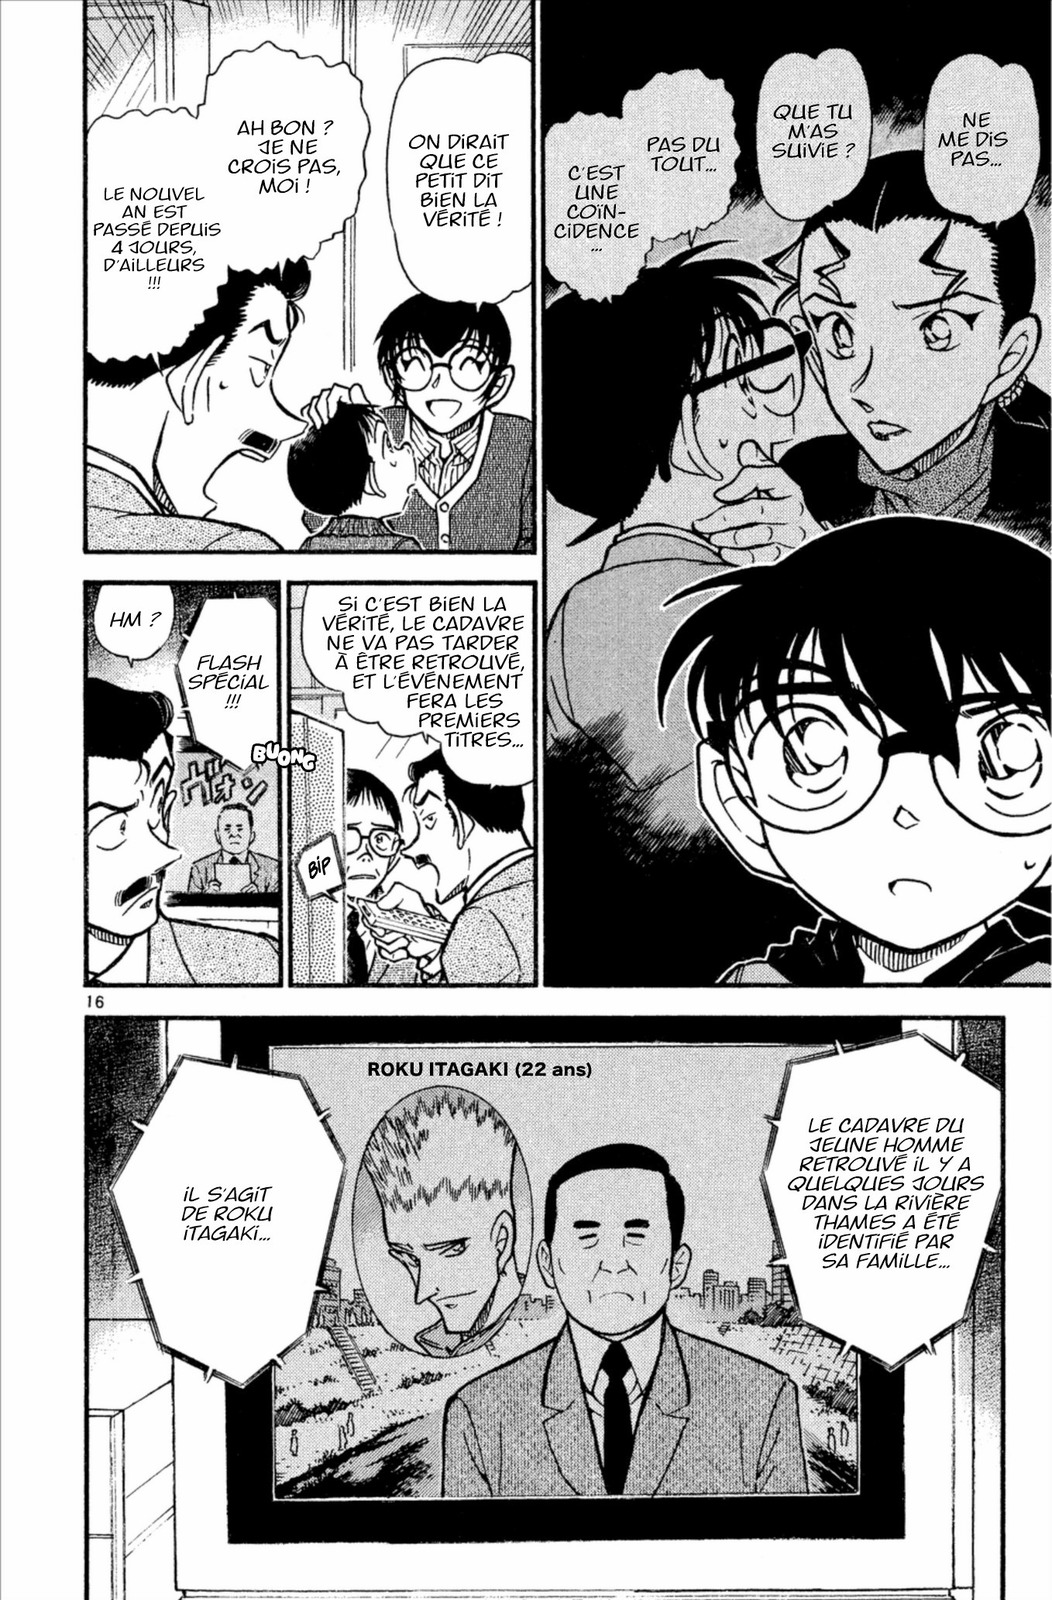 NE
ME DIS
PAS...
QUE TU
M'AS
SUIVIE ?
PAS DU
TOUT...
C'EST
UNE
COÏN-
CIDENCE
...
ON DIRAIT
QUE CE
PETIT DIT
BIEN LA
VÉRITÉ !
AH BON ?
JE NE
CROIS PAS,
MOI !
LE NOUVEL
AN EST
PASSÉ DEPUIS
4 JOURS,
D'AILLEURS
!!!
SI C'EST BIEN LA
VÉRITÉ, LE CADAVRE
NE VA PAS TARDER
À ÊTRE RETROUVÉ,
ET L'ÉVÉNEMENT
FERA LES
PREMIERS
TITRES...
BIP
FLASH
SPÉCIAL
!!!
BUONG
ヴォン
HM ?
16
ROKU ITAGAKI (22 ans)
LE CADAVRE DU
JEUNE HOMME
RETROUVÉ IL Y A
QUELQUES JOURS
DANS LA RIVIÈRE
THAMES A ÉTÉ
IDENTIFIÉ PAR
SA FAMILLE...
IL S'AGIT
DE ROKU
ITAGAKI...